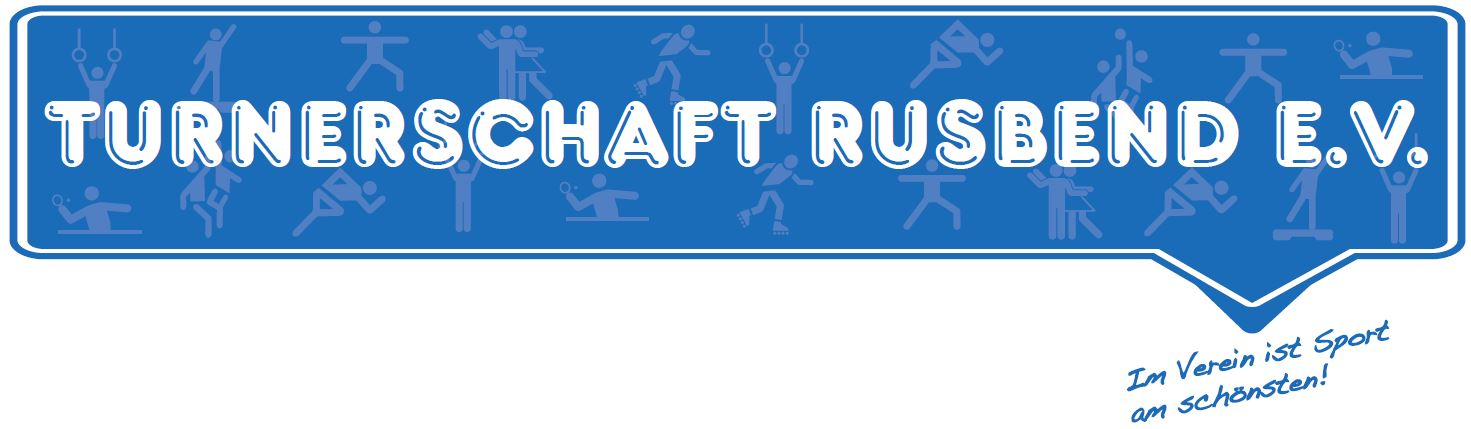 TURNERSCHAFT RUSBEND E.V.
Im Verein ist Sport
am schönsten!